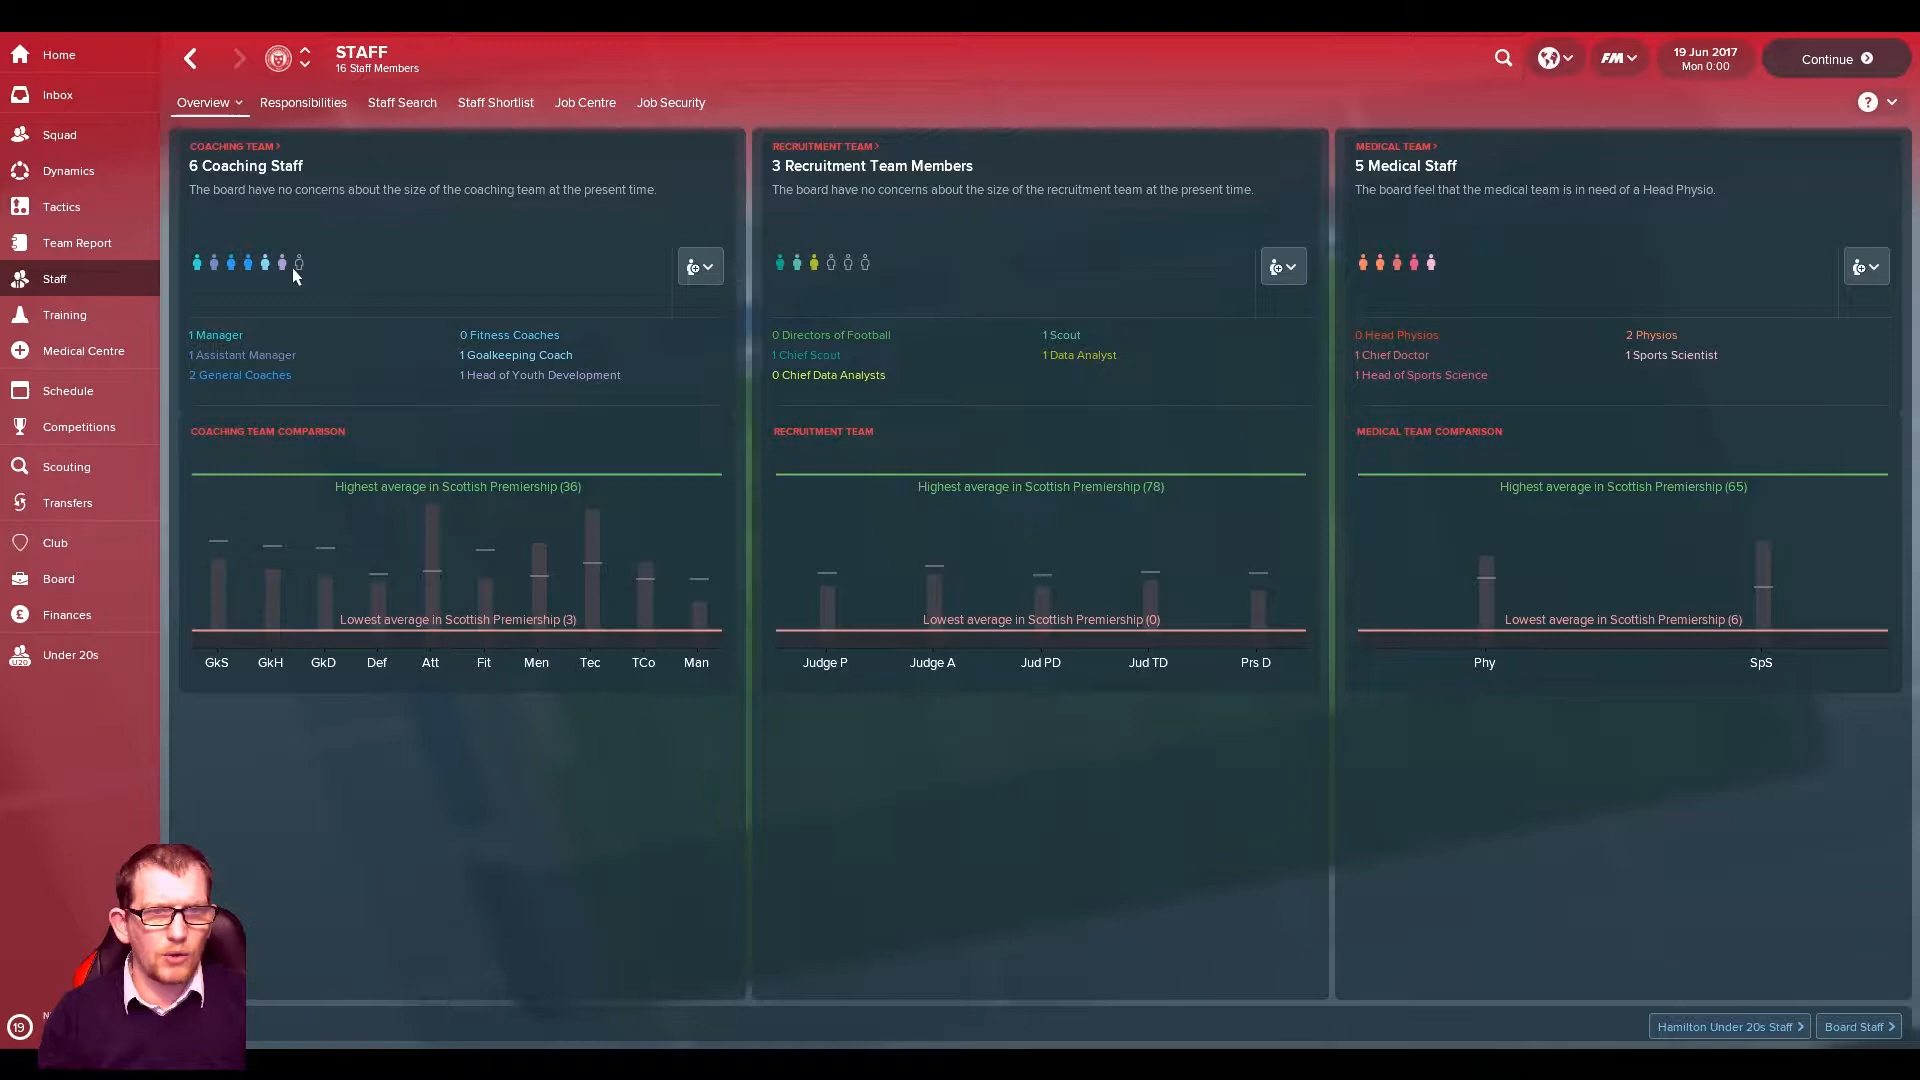 Home
Inbox
Squad
Dynamics
Tactics
Team Report
Staff
Training
Medical Centre
Schedule
Competitions
Scouting
Transfers
Club
Board
Finances
U20
Under 20s
19
STAFF
16 Staff Members
FM
19 Jun 2017
Mon 0:00
Continue
Overview
Responsibilities
Staff Search
Staff Shortlist
Job Centre
Job Security
?
COACHING TEAM >
6 Coaching Staff
The board have no concerns about the size of the coaching team at the present time.
1 Manager
0 Fitness Coaches
1 Assistant Manager
1 Goalkeeping Coach
2 General Coaches
1 Head of Youth Development
COACHING TEAM COMPARISON
Highest average in Scottish Premiership (36)
Lowest average in Scottish Premiership (3)
GkS GkH GkD Def Att Fit Men Tec TCo Man
RECRUITMENT TEAM >
3 Recruitment Team Members
The board have no concerns about the size of the recruitment team at the present time.
0 Directors of Football
1 Scout
1 Chief Scout
1 Data Analyst
0 Chief Data Analysts
RECRUITMENT TEAM
Highest average in Scottish Premiership (78)
Lowest average in Scottish Premiership (0)
Judge P Judge A Jud PD Jud TD Prs D
MEDICAL TEAM >
5 Medical Staff
The board feel that the medical team is in need of a Head Physio.
0 Head Physios
2 Physios
1 Chief Doctor
1 Sports Scientist
1 Head of Sports Science
MEDICAL TEAM COMPARISON
Highest average in Scottish Premiership (65)
Lowest average in Scottish Premiership (6)
Phy SpS
Hamilton Under 20s Staff >
Board Staff >